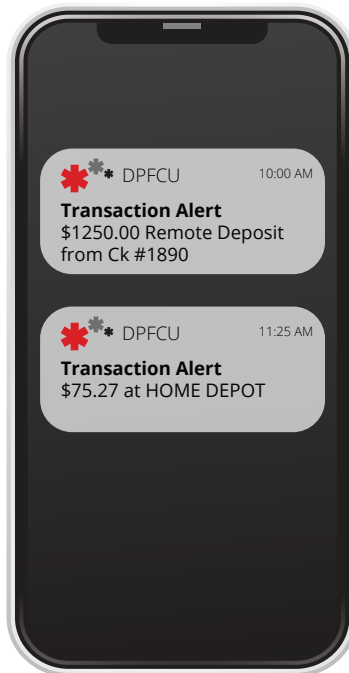 DPFCU 10:00 AM
Transaction Alert
$1250.00 Remote Deposit
from Ck #1890
DPFCU 11:25 AM
Transaction Alert
$75.27 at HOME DEPOT